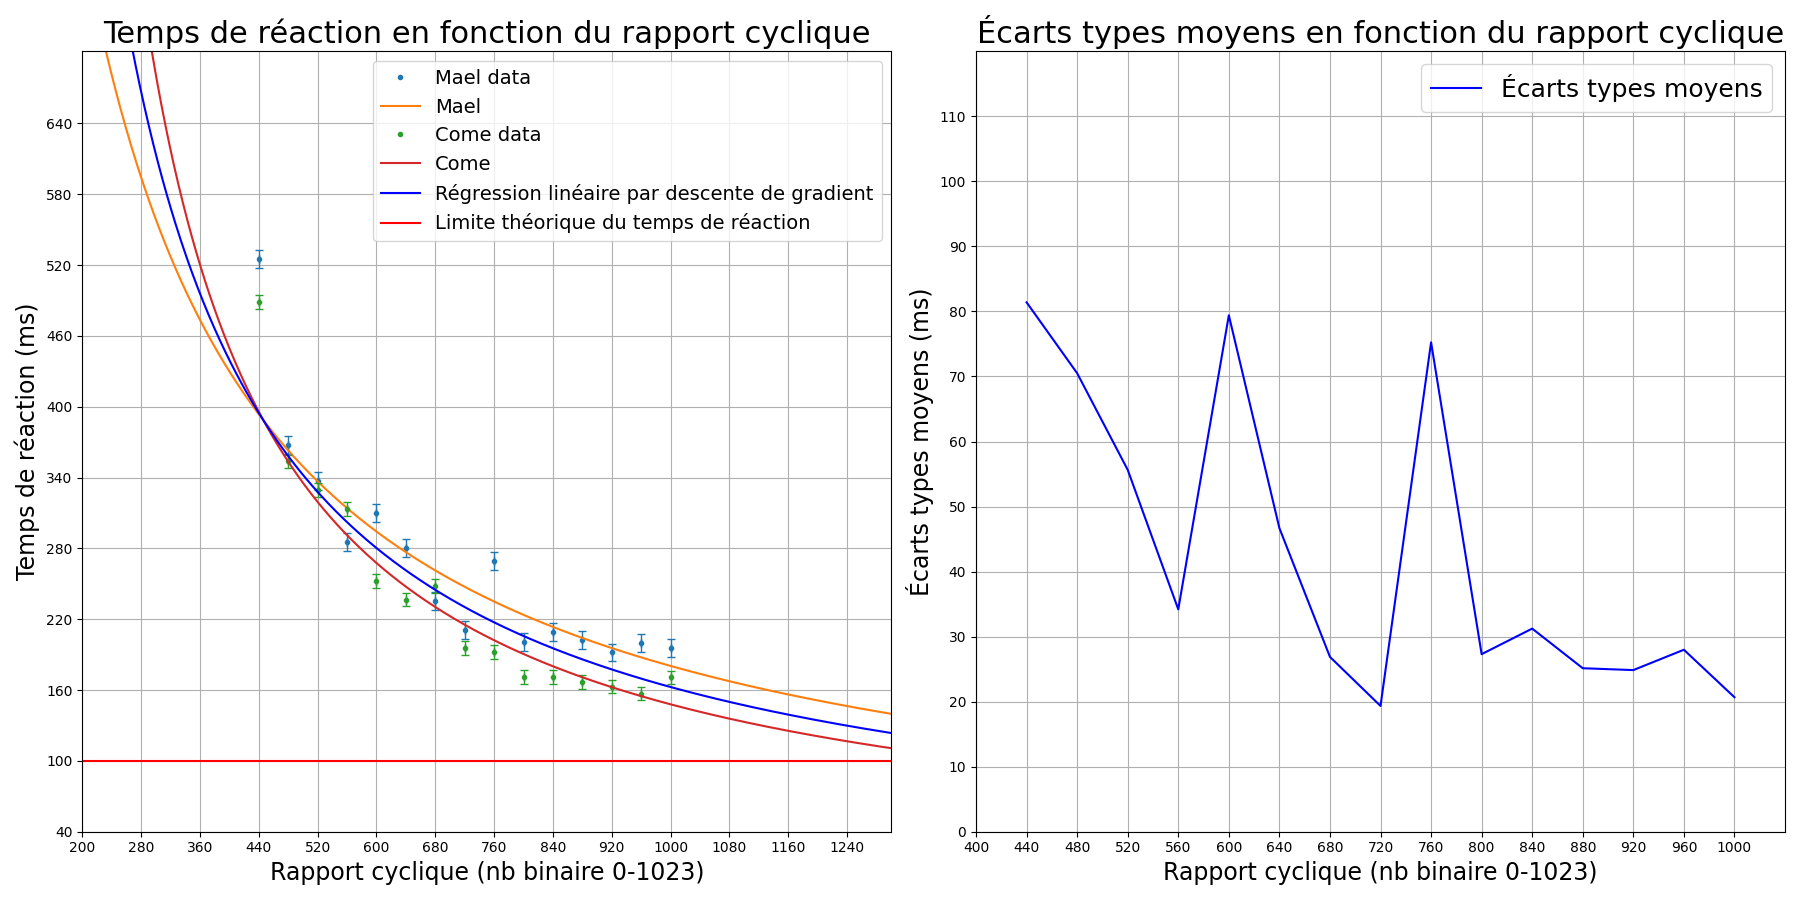 Temps de réaction en fonction du rapport cyclique
Mael data
Mael
Come data
Come
Régression linéaire par descente de gradient
Limite théorique du temps de réaction
Temps de réaction (ms)
640
580
520
460
400
340
280
220
160
100
40
200 280 360 440 520 600 680 760 840 920 1000 1080 1160 1240
Rapport cyclique (nb binaire 0-1023)
Écarts types moyens en fonction du rapport cyclique
Écarts types moyens
Écarts types moyens (ms)
110
100
90
80
70
60
50
40
30
20
10
0
400 440 480 520 560 600 640 680 720 760 800 840 880 920 960 1000
Rapport cyclique (nb binaire 0-1023)